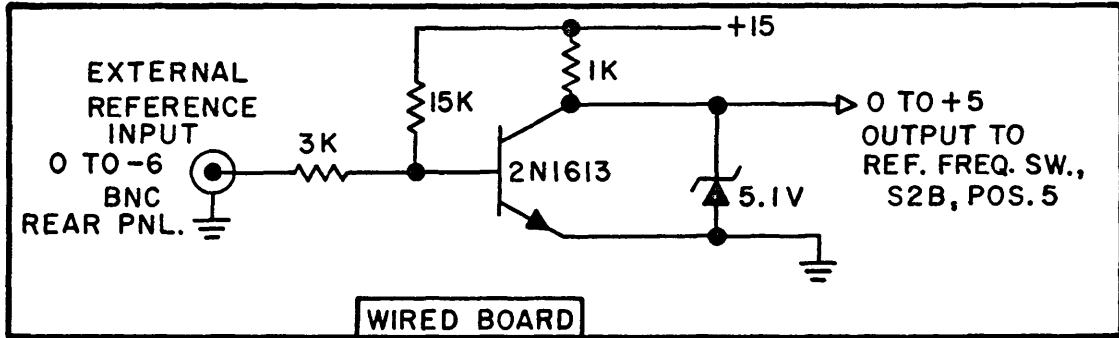 +15
EXTERNAL
REFERENCE
INPUT
0 TO -6
BNC
REAR PNL.
3K
15K
1K
2N1613
5.1V
0 TO +5
OUTPUT TO
REF. FREQ. SW.,
S2B, POS. 5
WIRED BOARD